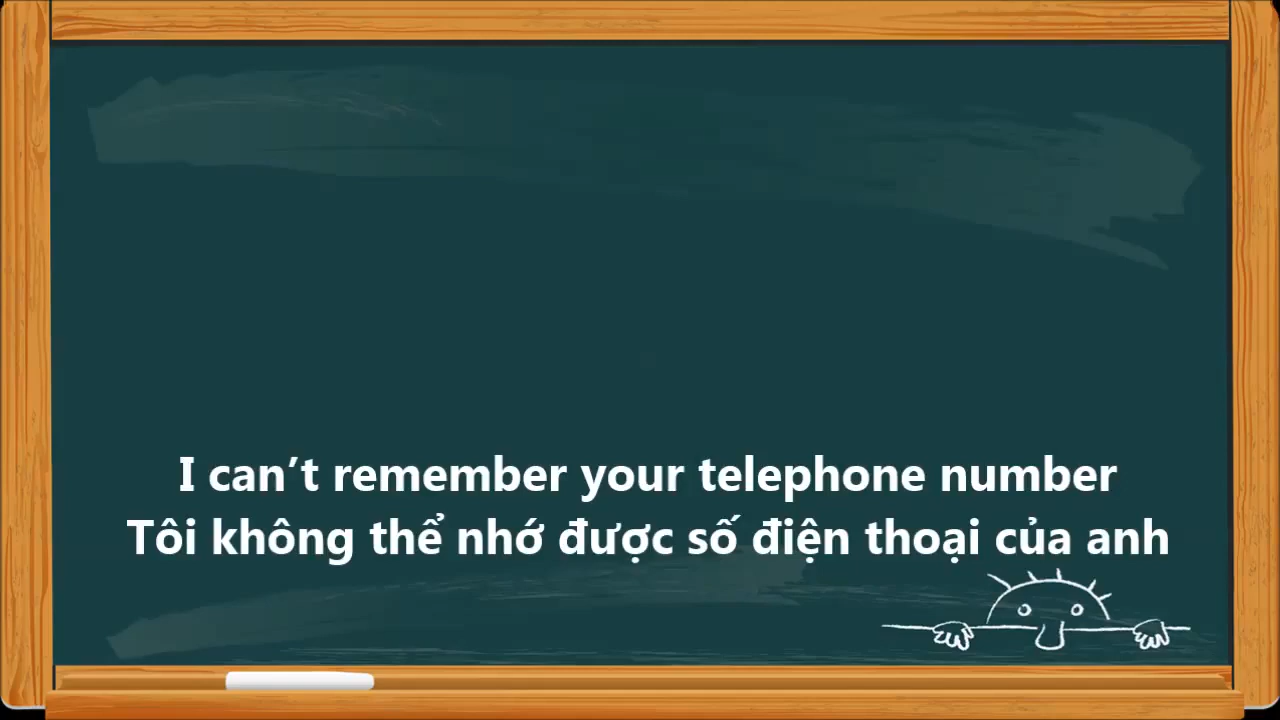 I can’t remember your telephone number
Tôi không thể nhớ được số điện thoại của anh